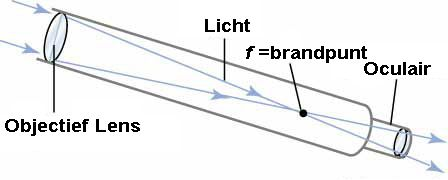 Licht
f =brandpunt
Oculair
Objectief Lens